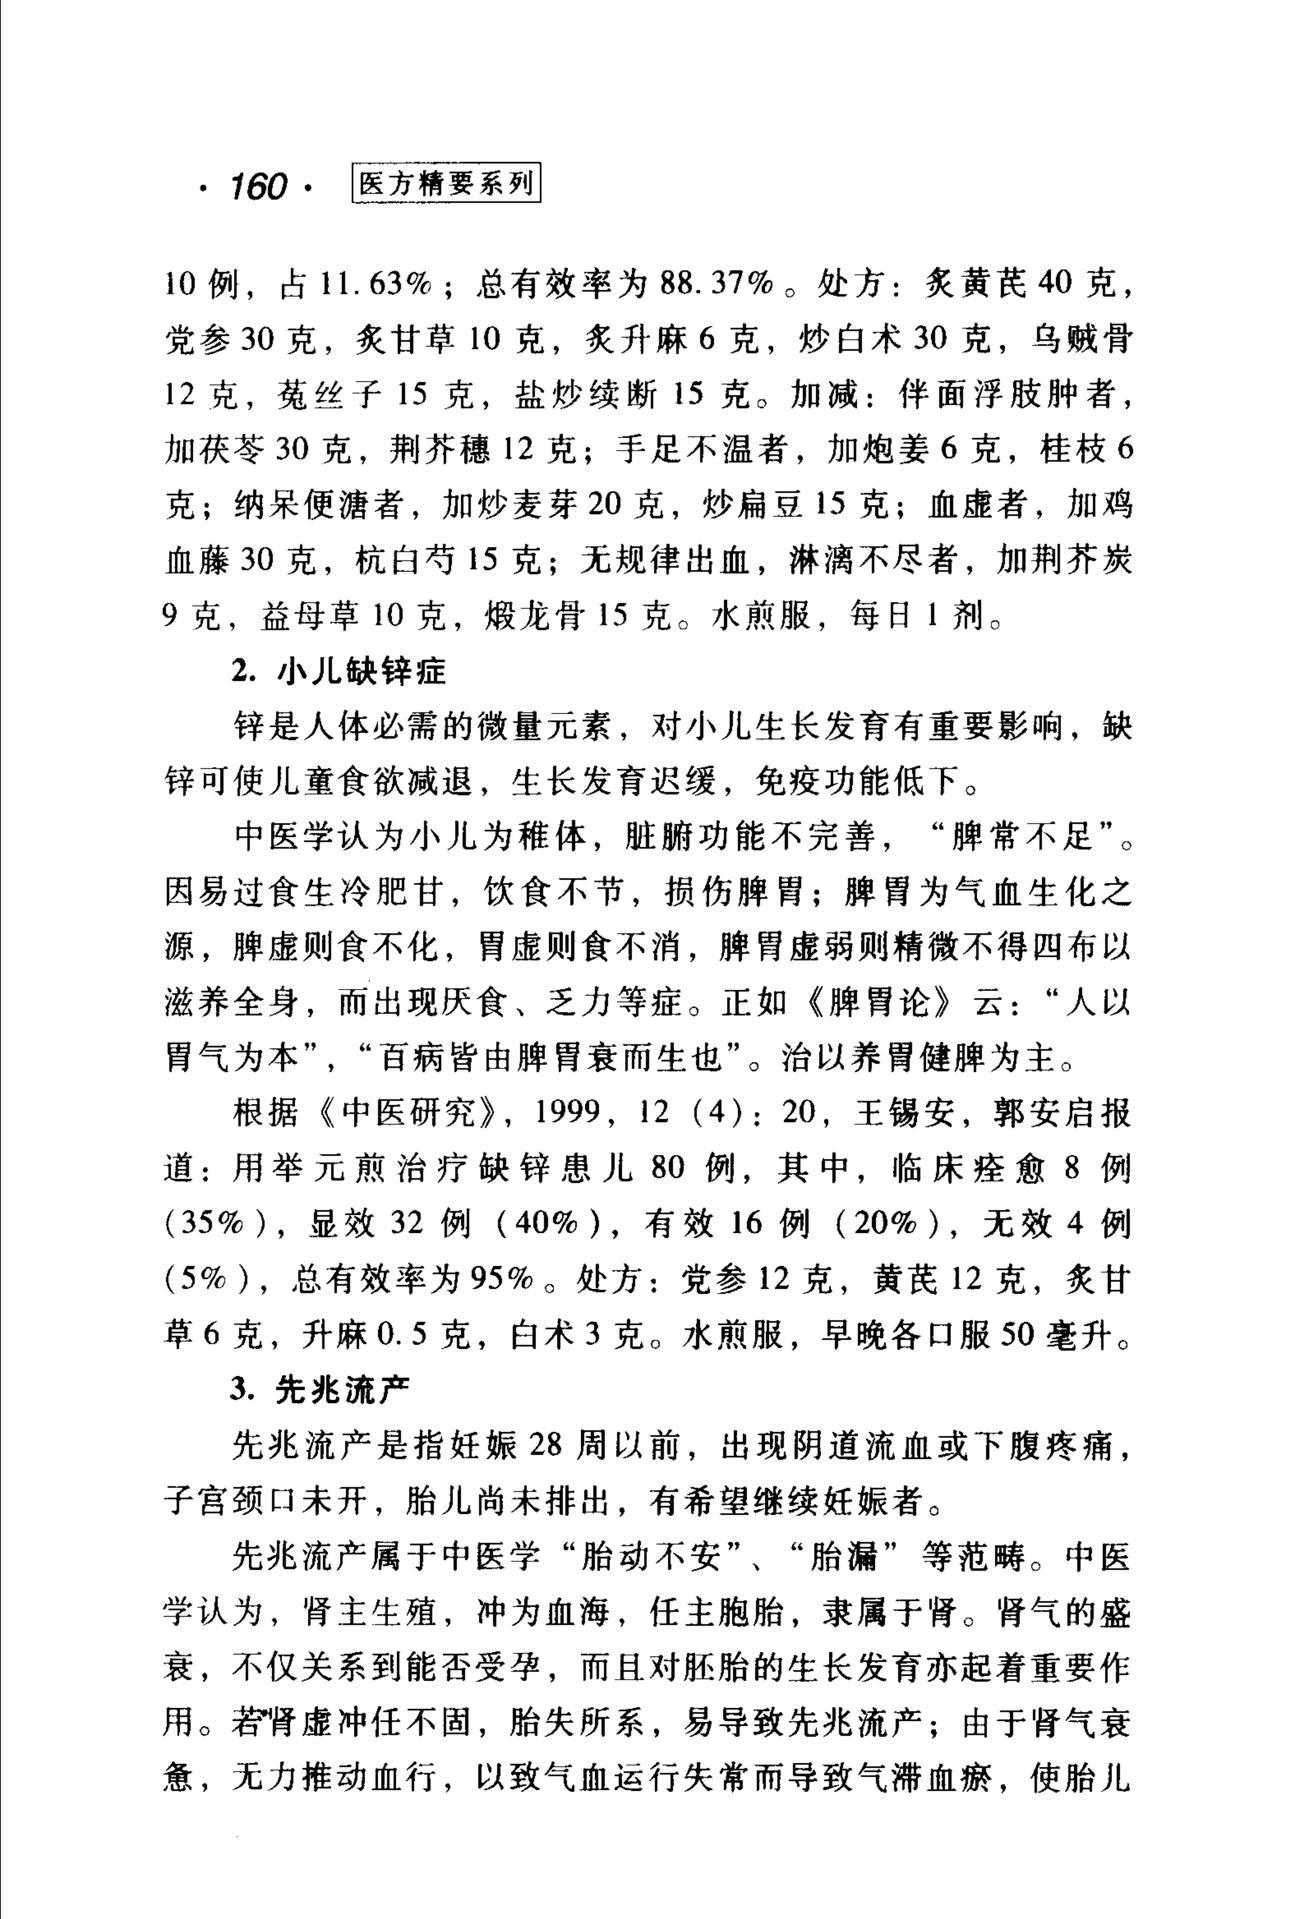 ·160· 医方精要系列
10 例，占 11.63%；总有效率为 88.37%。处方：炙黄芪 40 克，
党参 30 克，炙甘草 10 克，炙升麻 6 克，炒白术 30 克，乌贼骨
12 克，菟丝子 15 克，盐炒续断 15 克。加减：伴面浮肢肿者，
加茯苓 30 克，荆芥穗 12 克；手足不温者，加炮姜 6 克，桂枝 6
克；纳呆便溏者，加炒麦芽 20 克，炒扁豆 15 克；血虚者，加鸡
血藤 30 克，杭白芍 15 克；无规律出血，淋漓不尽者，加荆芥炭
9 克，益母草 10 克，煅龙骨 15 克。水煎服，每日 1 剂。
2. 小儿缺锌症
锌是人体必需的微量元素，对小儿生长发育有重要影响，缺
锌可使儿童食欲减退，生长发育迟缓，免疫功能低下。
中医学认为小儿为稚体，脏腑功能不完善，“脾常不足”。
因易过食生冷肥甘，饮食不节，损伤脾胃；脾胃为气血生化之
源，脾虚则食不化，胃虚则食不消，脾胃虚弱则精微不得四布以
滋养全身，而出现厌食、乏力等症。正如《脾胃论》云：“人以
胃气为本”，“百病皆由脾胃衰而生也”。治以养胃健脾为主。
根据《中医研究》，1999，12（4）：20，王锡安，郭安启报
道：用举元煎治疗缺锌患儿 80 例，其中，临床痊愈 8 例
（35%），显效 32 例（40%），有效 16 例（20%），无效 4 例
（5%），总有效率为 95%。处方：党参 12 克，黄芪 12 克，炙甘
草 6 克，升麻 0.5 克，白术 3 克。水煎服，早晚各口服 50 毫升。
3. 先兆流产
先兆流产是指妊娠 28 周以前，出现阴道流血或下腹疼痛，
子宫颈口未开，胎儿尚未排出，有希望继续妊娠者。
先兆流产属于中医学“胎动不安”、“胎漏”等范畴。中医
学认为，肾主生殖，冲为血海，任主胞胎，隶属于肾。肾气的盛
衰，不仅关系到能否受孕，而且对胚胎的生长发育亦起着重要作
用。若肾虚冲任不固，胎失所系，易导致先兆流产；由于肾气衰
惫，无力推动血行，以致气血运行失常而导致气滞血瘀，使胎儿